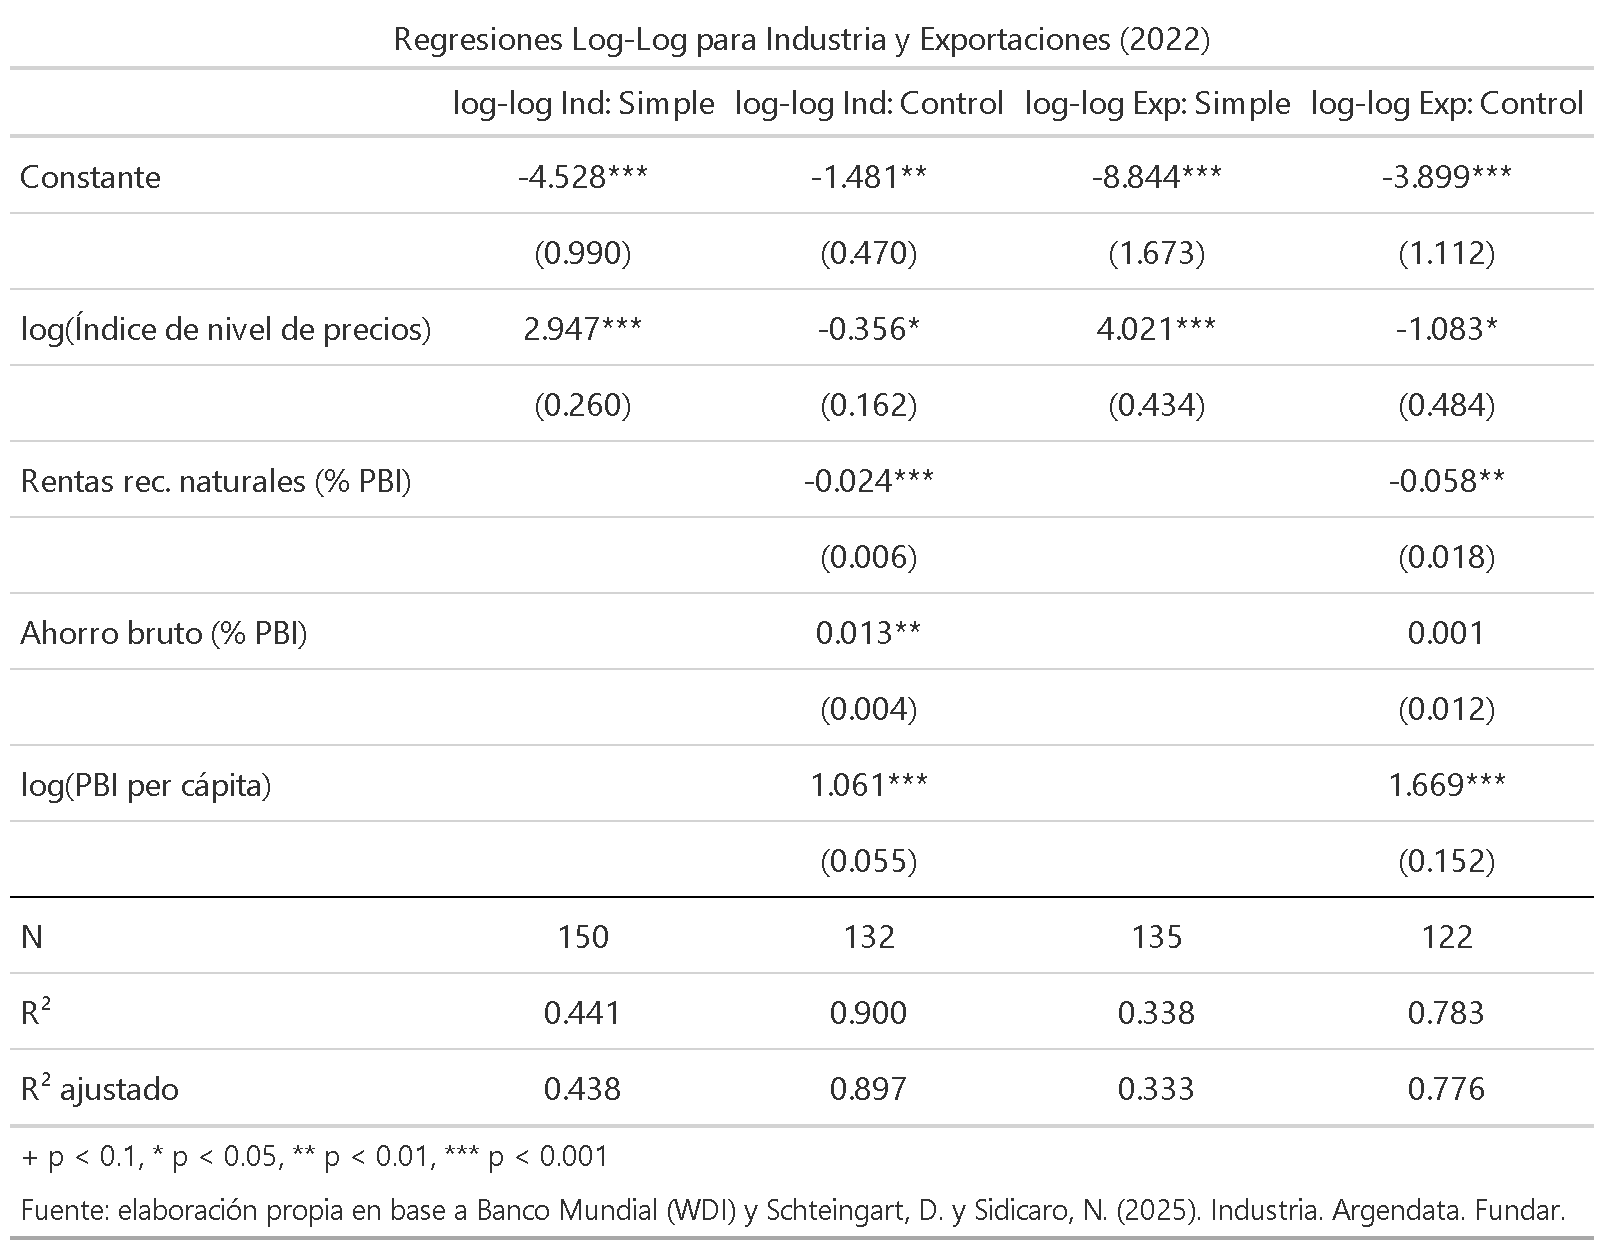 Regresiones Log-Log para Industria y Exportaciones (2022)
log-log Ind: Simple log-log Ind: Control log-log Exp: Simple log-log Exp: Control
Constante -4.528*** -1.481** -8.844*** -3.899***
(0.990) (0.470) (1.673) (1.112)
log(Índice de nivel de precios) 2.947*** -0.356* 4.021*** -1.083*
(0.260) (0.162) (0.434) (0.484)
Rentas rec. naturales (% PBI) -0.024*** -0.058**
(0.006) (0.018)
Ahorro bruto (% PBI) 0.013** 0.001
(0.004) (0.012)
log(PBI per cápita) 1.061*** 1.669***
(0.055) (0.152)
N 150 132 135 122
R² 0.441 0.900 0.338 0.783
R² ajustado 0.438 0.897 0.333 0.776
+ p < 0.1, * p < 0.05, ** p < 0.01, *** p < 0.001
Fuente: elaboración propia en base a Banco Mundial (WDI) y Schteingart, D. y Sidicaro, N. (2025). Industria. Argendata. Fundar.